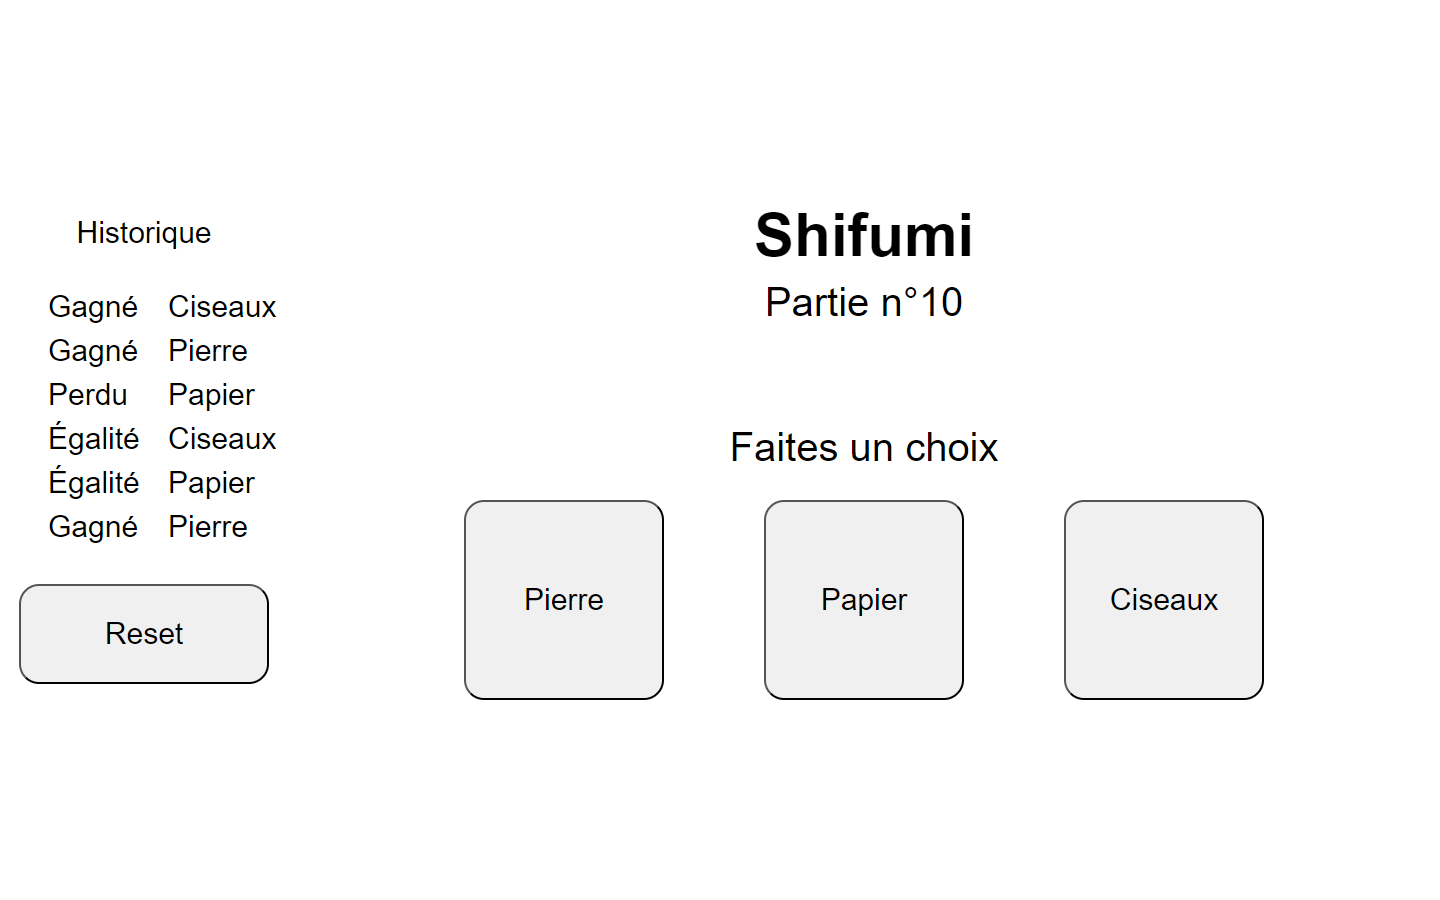 Historique
Gagné Ciseaux
Gagné Pierre
Perdu Papier
Égalité Ciseaux
Égalité Papier
Gagné Pierre
Reset
Shifumi
Partie n°10
Faites un choix
Pierre Papier Ciseaux